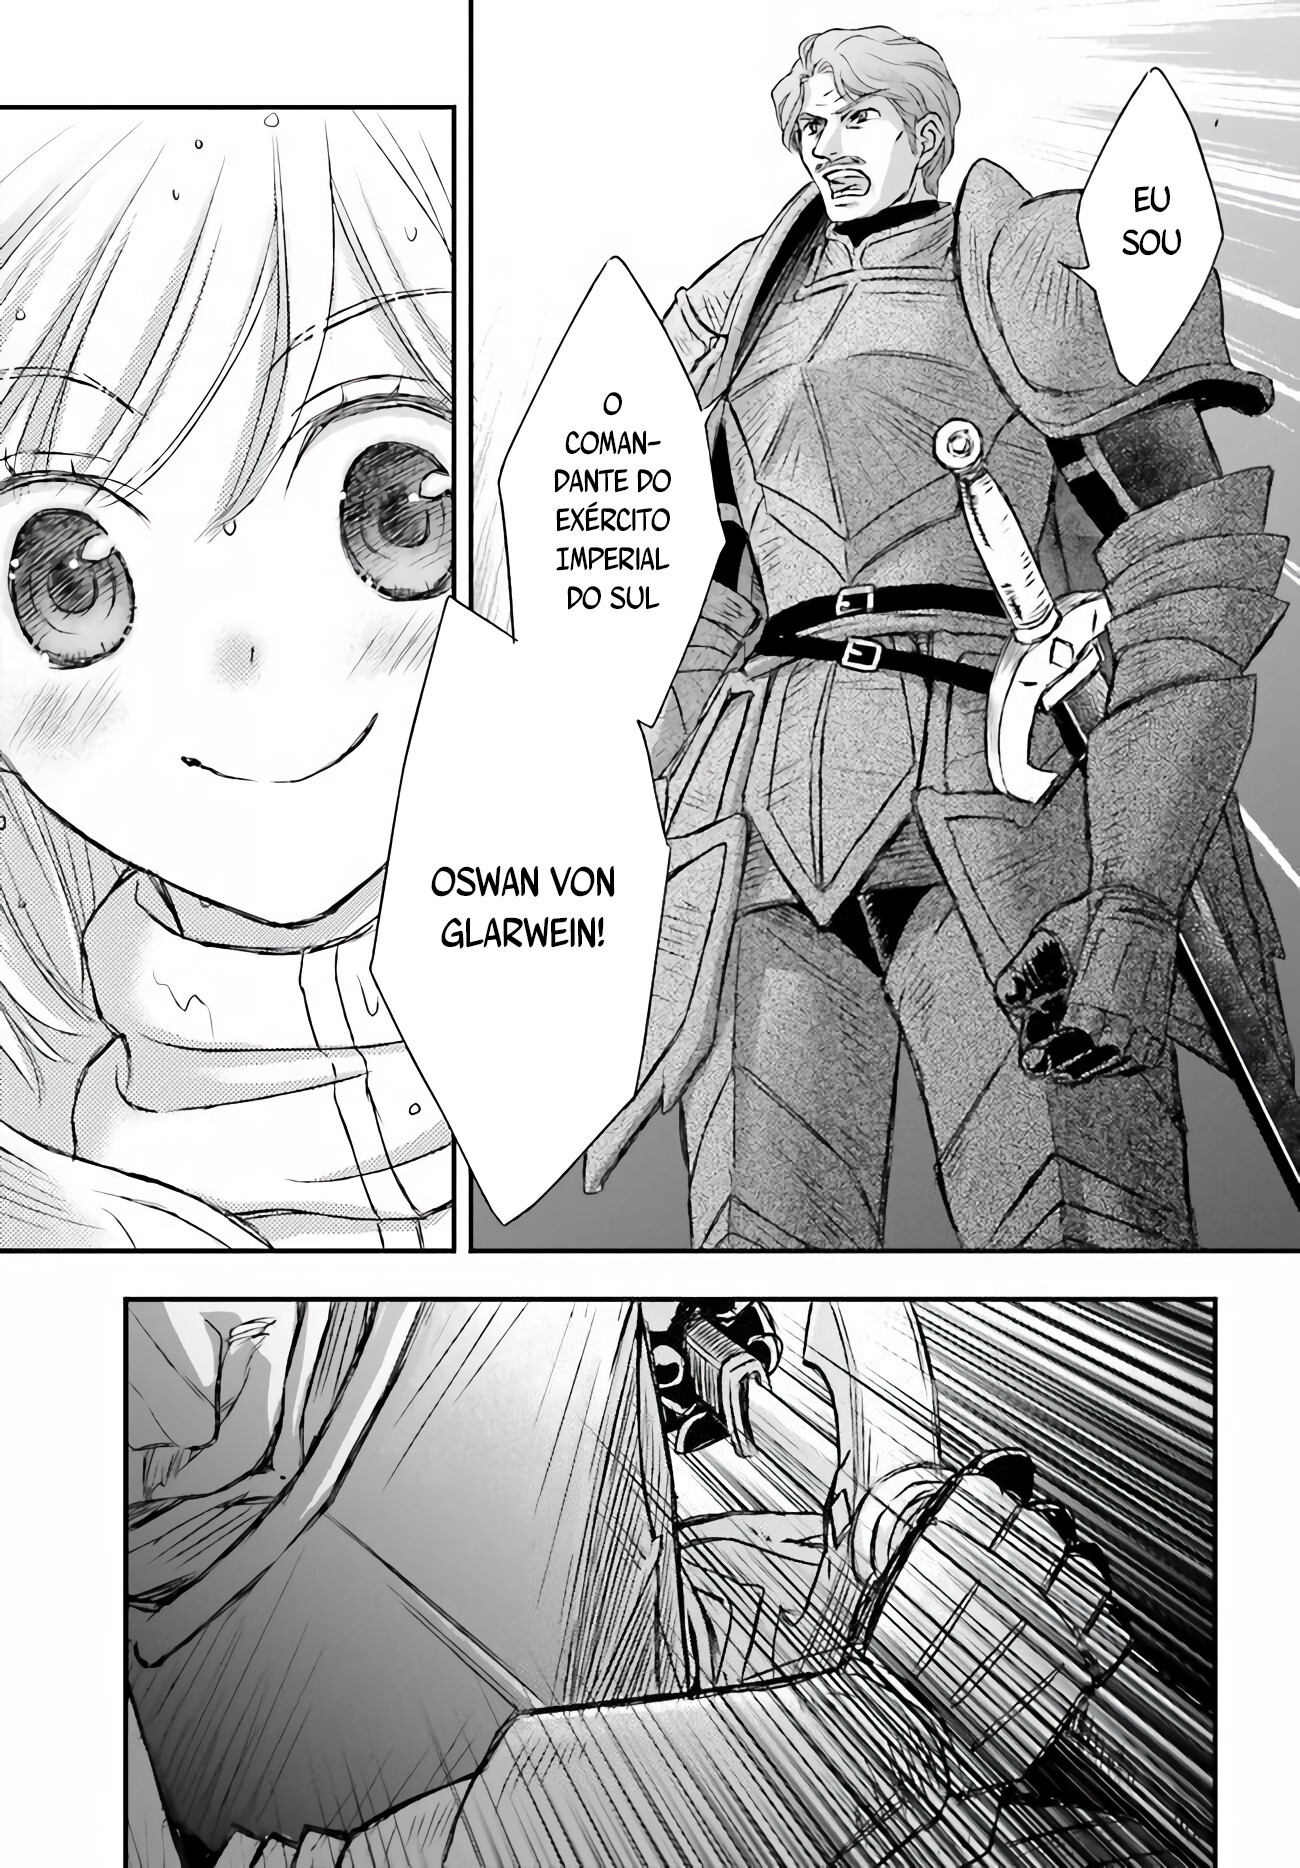 EU
SOU
O
COMAN-
DANTE DO
EXÉRCITO
IMPERIAL
DO SUL
OSWAN VON
GLARWEIN!